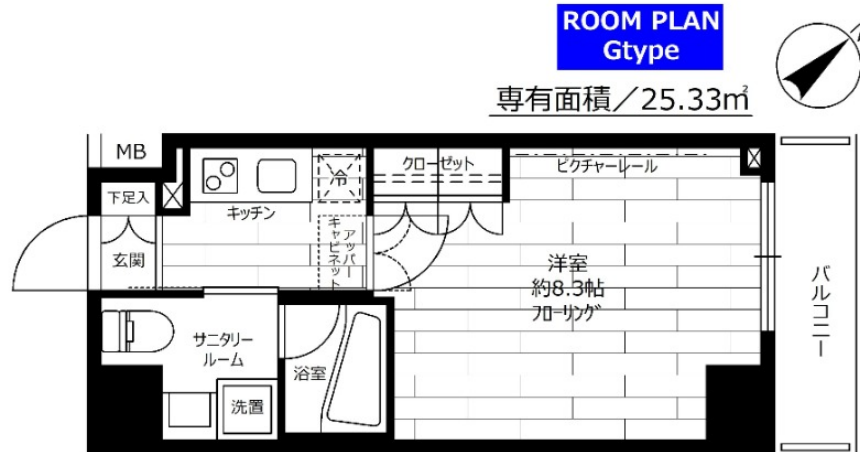 ROOM PLAN
Gtype
専有面積／25.33㎡
MB
下足入
玄関
キッチン
冷
アッパー
キャビネット
クローゼット
ピクチャーレール
洋室
約8.3帖
フローリング
バルコニー
サニタリー
ルーム
洗置
浴室